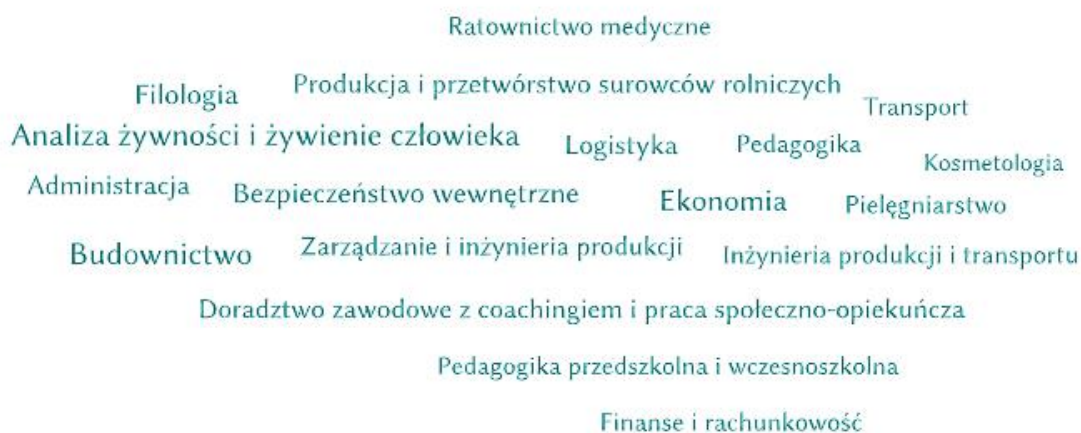 Ratownictwo medyczne
Produkcja i przetwórstwo surowców rolniczych
Filologia
Transport
Analiza żywności i żywienie człowieka
Logistyka
Pedagogika
Kosmetologia
Administracja
Bezpieczeństwo wewnętrzne
Ekonomia
Pielęgniarstwo
Budownictwo
Zarządzanie i inżynieria produkcji
Inżynieria produkcji i transportu
Doradztwo zawodowe z coachingiem i praca społeczno-opiekuńcza
Pedagogika przedszkolna i wczesnoszkolna
Finanse i rachunkowość